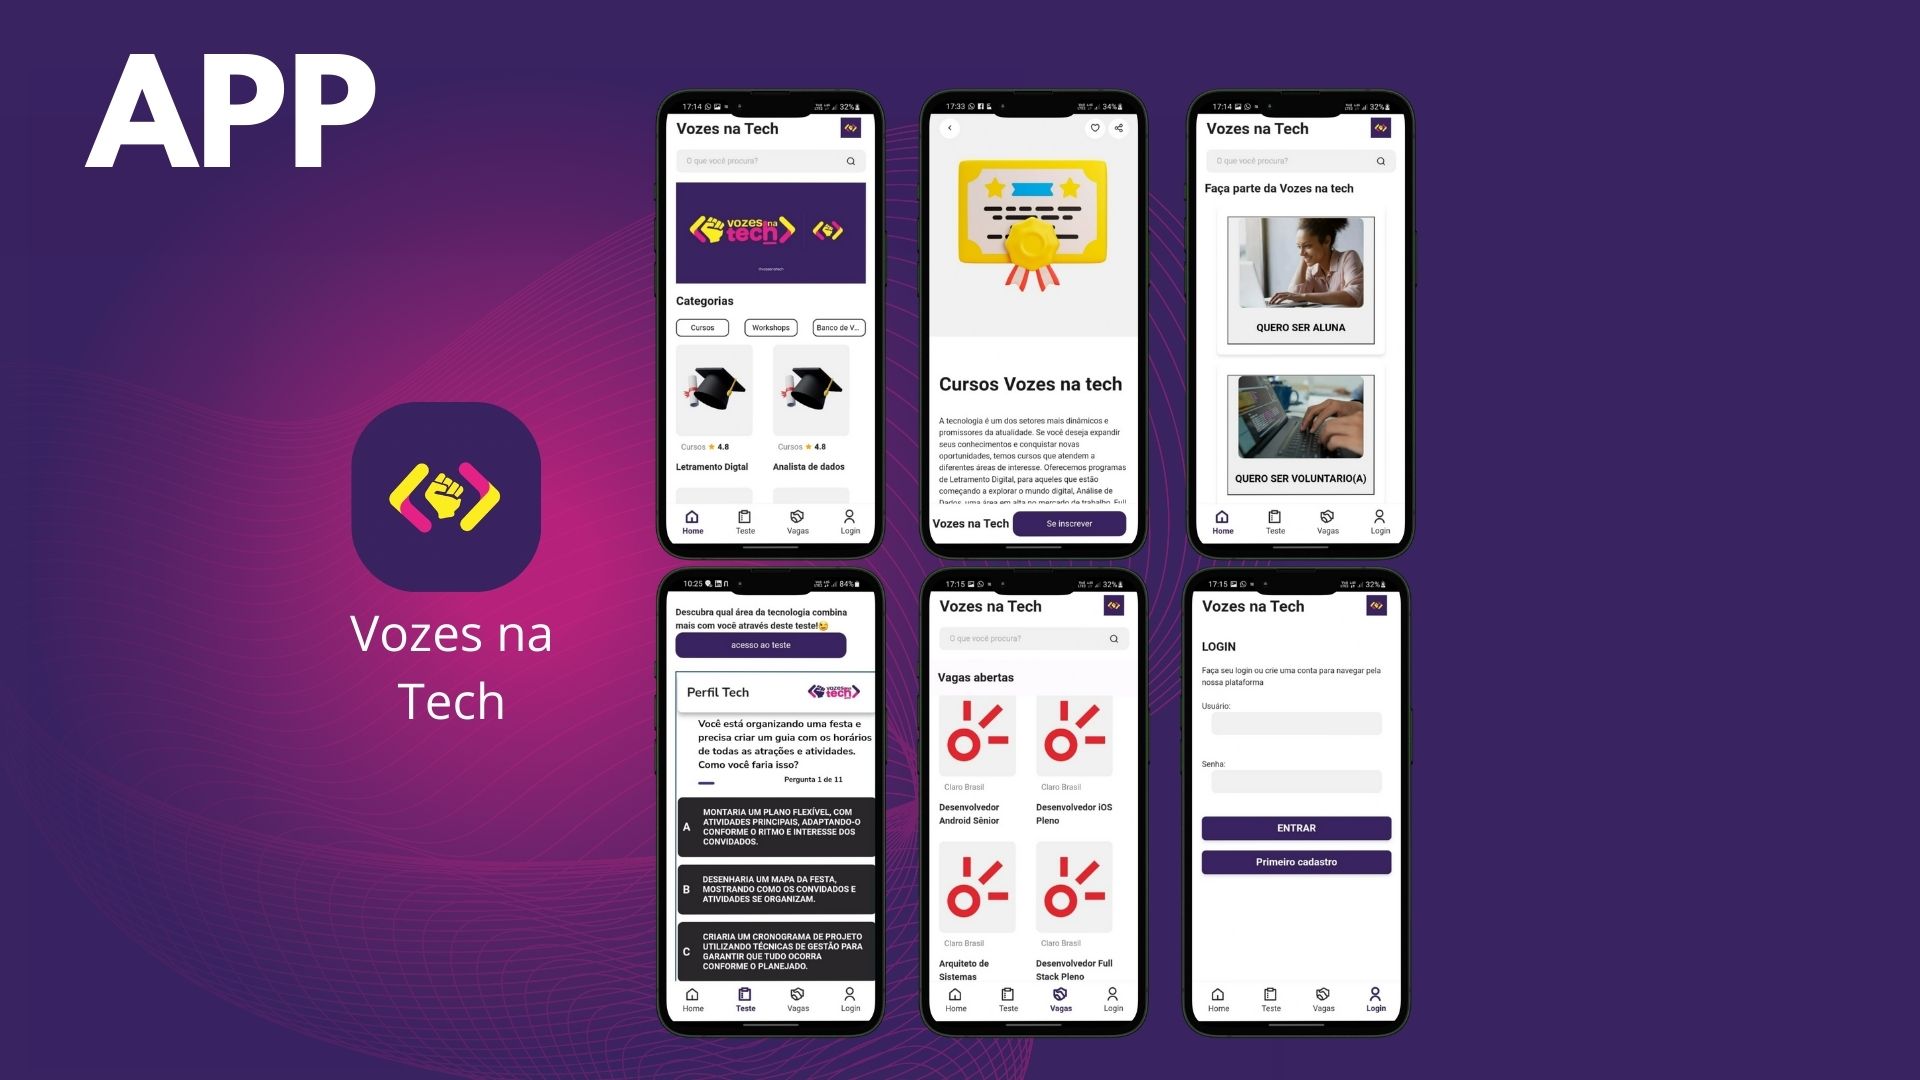 APP
Vozes na
Tech
17:14
32%
Vozes na Tech
O que você procura?
vozes na
tech
Categorias
Cursos
Workshops
Banco de V...
Cursos 4.8
Cursos 4.8
Letramento Digtal
Analista de dados
Home
Teste
Vagas
Login
17:33
34%
Cursos Vozes na tech
A tecnologia é um dos setores mais dinâmicos e
promissores da atualidade. Se você deseja expandir
seus conhecimentos e conquistar novas
oportunidades, temos cursos que atendem a
diferentes áreas de interesse. Oferecemos programas
de Letramento Digital, para aqueles que estão
começando a explorar o mundo digital, Análise de
Dados, uma área em alta no mercado de trabalho, Full
Vozes na Tech
Se inscrever
17:14
32%
Vozes na Tech
O que você procura?
Faça parte da Vozes na tech
QUERO SER ALUNA
QUERO SER VOLUNTARIO(A)
Home
Teste
Vagas
Login
10:25
84%
Descubra qual área da tecnologia combina
mais com você através deste teste!😉
acesso ao teste
Perfil Tech
vozes na
tech
Você está organizando uma festa e
precisa criar um guia com os horários
de todas as atrações e atividades.
Como você faria isso?
Pergunta 1 de 11
A
MONTARIA UM PLANO FLEXÍVEL, COM
ATIVIDADES PRINCIPAIS, ADAPTANDO-O
CONFORME O RITMO E INTERESSE DOS
CONVIDADOS.
B
DESENHARIA UM MAPA DA FESTA,
MOSTRANDO COMO OS CONVIDADOS E
ATIVIDADES SE ORGANIZAM.
C
CRIARIA UM CRONOGRAMA DE PROJETO
UTILIZANDO TÉCNICAS DE GESTÃO PARA
GARANTIR QUE TUDO OCORRA
CONFORME O PLANEJADO.
Home
Teste
Vagas
Login
17:15
32%
Vozes na Tech
O que você procura?
Vagas abertas
Claro Brasil
Claro Brasil
Desenvolvedor
Android Sênior
Desenvolvedor iOS
Pleno
Claro Brasil
Claro Brasil
Arquiteto de
Sistemas
Desenvolvedor Full
Stack Pleno
Home
Teste
Vagas
Login
17:15
32%
Vozes na Tech
LOGIN
Faça seu login ou crie uma conta para navegar pela
nossa plataforma
Usuário:
Senha:
ENTRAR
Primeiro cadastro
Home
Teste
Vagas
Login